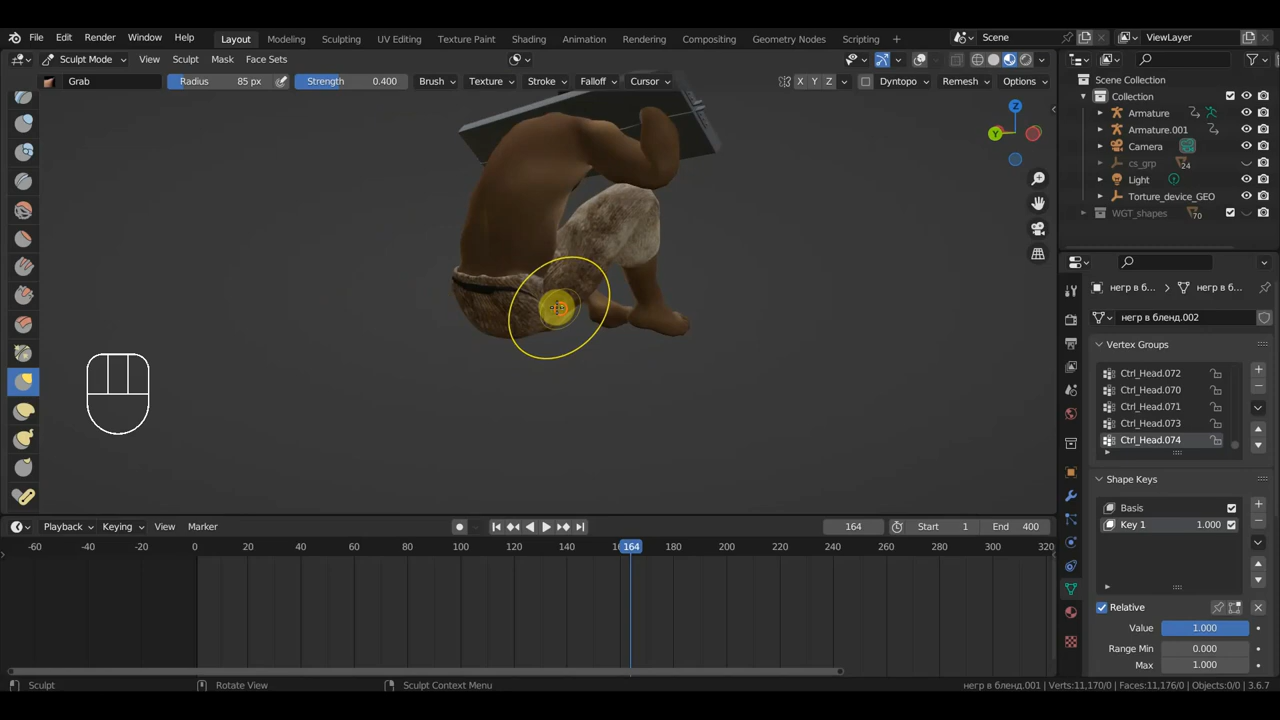 File Edit Render Window Help Layout Modeling Sculpting UV Editing Texture Paint Shading Animation Rendering Compositing Geometry Nodes Scripting Scene ViewLayer
Sculpt Mode View Sculpt Mask Face Sets
Grab Radius 85 px Strength 0.400 Brush Texture Stroke Falloff Cursor X Y Z Dyntopo Remesh Options
Scene Collection
Collection
Armature
Armature.001
Camera
cs_grp 24
Light
Torture_device_GEO
WGT_shapes 70
Z
Y
негр в б... негр в б...
негр в бленд.002
Vertex Groups
Ctrl_Head.072
Ctrl_Head.070
Ctrl_Head.071
Ctrl_Head.073
Ctrl_Head.074
Shape Keys
Basis
Key 1 1.000
Relative
Value 1.000
Range Min 0.000
Max 1.000
Playback Keying View Marker 164 Start 1 End 400
-60 -40 -20 0 20 40 60 80 100 120 140 164 180 200 220 240 260 280 300 320
Sculpt Rotate View Sculpt Context Menu негр в бленд.001 | Verts:11,170/0 | Faces:11,176/0 | Objects:0/0 | 3.6.7